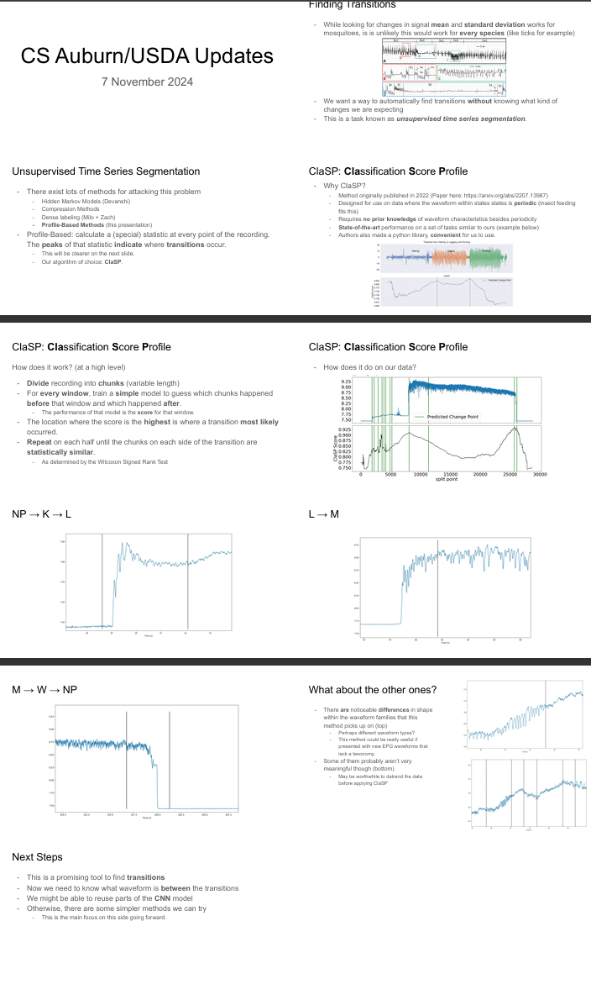 CS Auburn/USDA Updates
7 November 2024
Finding Transitions
- While looking for changes in signal mean and standard deviation works for
mosquitoes, is is unlikely this would work for every species (like ticks for example)
A
B
C
D
- We want a way to automatically find transitions without knowing what kind of
changes we are expecting
- This is a task known as unsupervised time series segmentation.
Unsupervised Time Series Segmentation
- There exist lots of methods for attacking this problem
- Hidden Markov Models (Devanshi)
- Compression Methods
- Dense labeling (Milo + Zach)
- Profile-Based Methods (this presentation)
- Profile-Based: calculate a (special) statistic at every point of the recording.
The peaks of that statistic indicate where transitions occur.
- This will be clearer on the next slide.
- Our algorithm of choice: ClaSP.
ClaSP: Classification Score Profile
- Why ClaSP?
- Method originally published in 2022 (Paper here: https://arxiv.org/abs/2207.13987)
- Designed for use on data where the waveform within states states is periodic (insect feeding
fits this)
- Requires no prior knowledge of waveform characteristics besides periodicity
- State-of-the-art performance on a set of tasks similar to ours (example below)
- Authors also made a python library, convenient for us to use.
ClaSP: Classification Score Profile
How does it work? (at a high level)
- Divide recording into chunks (variable length)
- For every window, train a simple model to guess which chunks happened
before that window and which happened after.
- The performance of that model is the score for that window.
- The location where the score is the highest is where a transition most likely
occurred.
- Repeat on each half until the chunks on each side of the transition are
statistically similar.
- As determined by the Wilcoxon Signed Rank Test
ClaSP: Classification Score Profile
- How does it do on our data?
9.25
9.00
8.75
8.50
8.25
8.00
7.75
7.50
Predicted Change Point
0.925
0.900
0.875
0.850
0.825
0.800
0.775
0.750
ClaSP Score
0 5000 10000 15000 20000 25000 30000
split point
NP → K → L
Time (s)
L → M
Time (s)
M → W → NP
Time (s)
What about the other ones?
- There are noticeable differences in shape
within the waveform families that this
method picks up on (top)
- Perhaps different waveform types?
- This method could be really useful if
presented with new EPG waveforms that
lack a taxonomy.
- Some of them probably aren't very
meaningful though (bottom)
- May be worthwhile to detrend the data
before applying ClaSP
Next Steps
- This is a promising tool to find transitions
- Now we need to know what waveform is between the transitions
- We might be able to reuse parts of the CNN model
- Otherwise, there are some simpler methods we can try
- This is the main focus on this side going forward.